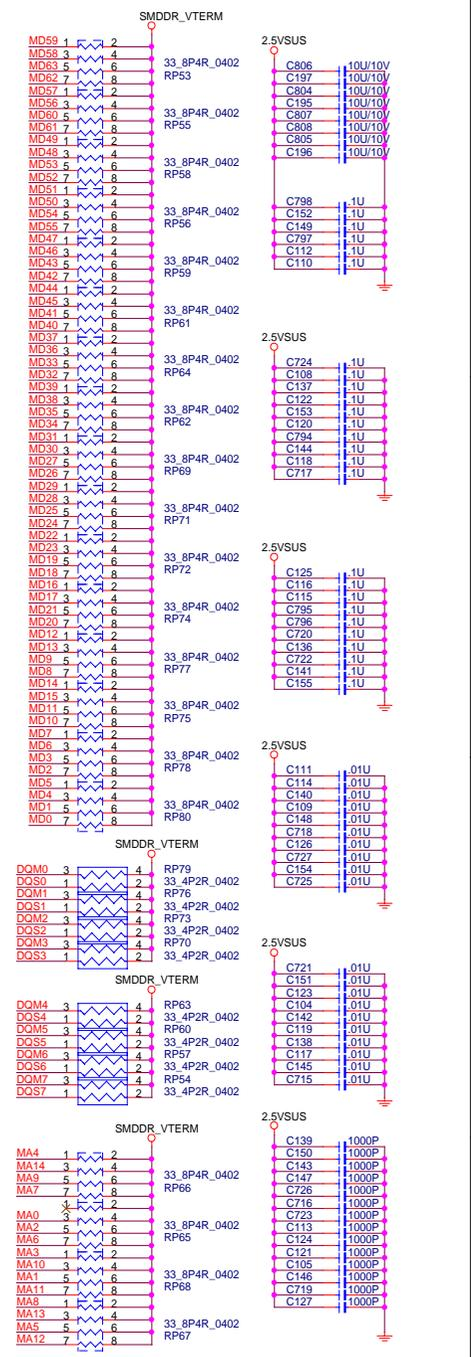 SMDDR_VTERM
MD59 1 2
MD58 3 4
MD63 5 6 33_8P4R_0402
MD62 7 8 RP53
MD57 1 2
MD56 3 4
MD60 5 6 33_8P4R_0402
MD61 7 8 RP55
MD49 1 2
MD48 3 4
MD53 5 6 33_8P4R_0402
MD52 7 8 RP58
MD51 1 2
MD50 3 4
MD54 5 6 33_8P4R_0402
MD55 7 8 RP56
MD47 1 2
MD46 3 4
MD43 5 6 33_8P4R_0402
MD42 7 8 RP59
MD44 1 2
MD45 3 4
MD41 5 6 33_8P4R_0402
MD40 7 8 RP61
MD37 1 2
MD36 3 4
MD33 5 6 33_8P4R_0402
MD32 7 8 RP64
MD39 1 2
MD38 3 4
MD35 5 6 33_8P4R_0402
MD34 7 8 RP62
MD31 1 2
MD30 3 4
MD27 5 6 33_8P4R_0402
MD26 7 8 RP69
MD29 1 2
MD28 3 4
MD25 5 6 33_8P4R_0402
MD24 7 8 RP71
MD22 1 2
MD23 3 4
MD19 5 6 33_8P4R_0402
MD18 7 8 RP72
MD16 1 2
MD17 3 4
MD21 5 6 33_8P4R_0402
MD20 7 8 RP74
MD12 1 2
MD13 3 4
MD9 5 6 33_8P4R_0402
MD8 7 8 RP77
MD14 1 2
MD15 3 4
MD11 5 6 33_8P4R_0402
MD10 7 8 RP75
MD7 1 2
MD6 3 4
MD3 5 6 33_8P4R_0402
MD2 7 8 RP78
MD5 1 2
MD4 3 4
MD1 5 6 33_8P4R_0402
MD0 7 8 RP80
SMDDR_VTERM
DQM0 3 4 RP79
DQS0 1 2 33_4P2R_0402
DQM1 3 4 RP76
DQS1 1 2 33_4P2R_0402
DQM2 3 4 RP73
DQS2 1 2 33_4P2R_0402
DQM3 3 4 RP70
DQS3 1 2 33_4P2R_0402
SMDDR_VTERM
DQM4 3 4 RP63
DQS4 1 2 33_4P2R_0402
DQM5 3 4 RP60
DQS5 1 2 33_4P2R_0402
DQM6 3 4 RP57
DQS6 1 2 33_4P2R_0402
DQM7 3 4 RP54
DQS7 1 2 33_4P2R_0402
SMDDR_VTERM
MA4 1 2
MA14 3 4
MA9 5 6 33_8P4R_0402
MA7 7 8 RP66
1 2
MA0 3 4
MA2 5 6 33_8P4R_0402
MA6 7 8 RP65
MA3 1 2
MA10 3 4
MA1 5 6 33_8P4R_0402
MA11 7 8 RP68
MA8 1 2
MA13 3 4
MA5 5 6 33_8P4R_0402
MA12 7 8 RP67
2.5VSUS
C806 10U/10V
C197 10U/10V
C804 10U/10V
C195 10U/10V
C807 10U/10V
C808 10U/10V
C805 10U/10V
C196 10U/10V
C798 .1U
C152 .1U
C149 .1U
C797 .1U
C112 .1U
C110 .1U
2.5VSUS
C724 .1U
C108 .1U
C137 .1U
C122 .1U
C153 .1U
C120 .1U
C794 .1U
C144 .1U
C118 .1U
C717 .1U
2.5VSUS
C125 .1U
C116 .1U
C115 .1U
C795 .1U
C796 .1U
C720 .1U
C136 .1U
C722 .1U
C141 .1U
C155 .1U
2.5VSUS
C111 .01U
C114 .01U
C140 .01U
C109 .01U
C148 .01U
C718 .01U
C126 .01U
C727 .01U
C154 .01U
C725 .01U
2.5VSUS
C721 .01U
C151 .01U
C123 .01U
C104 .01U
C142 .01U
C119 .01U
C138 .01U
C117 .01U
C145 .01U
C715 .01U
2.5VSUS
C139 1000P
C150 1000P
C143 1000P
C147 1000P
C726 1000P
C716 1000P
C723 1000P
C113 1000P
C124 1000P
C121 1000P
C105 1000P
C146 1000P
C719 1000P
C127 1000P